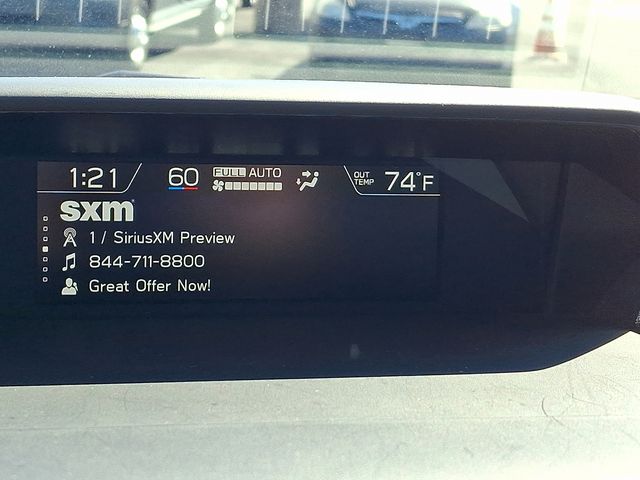 1:21 60 FULL AUTO OUT TEMP 74°F
sxm
1 / SiriusXM Preview
844-711-8800
Great Offer Now!